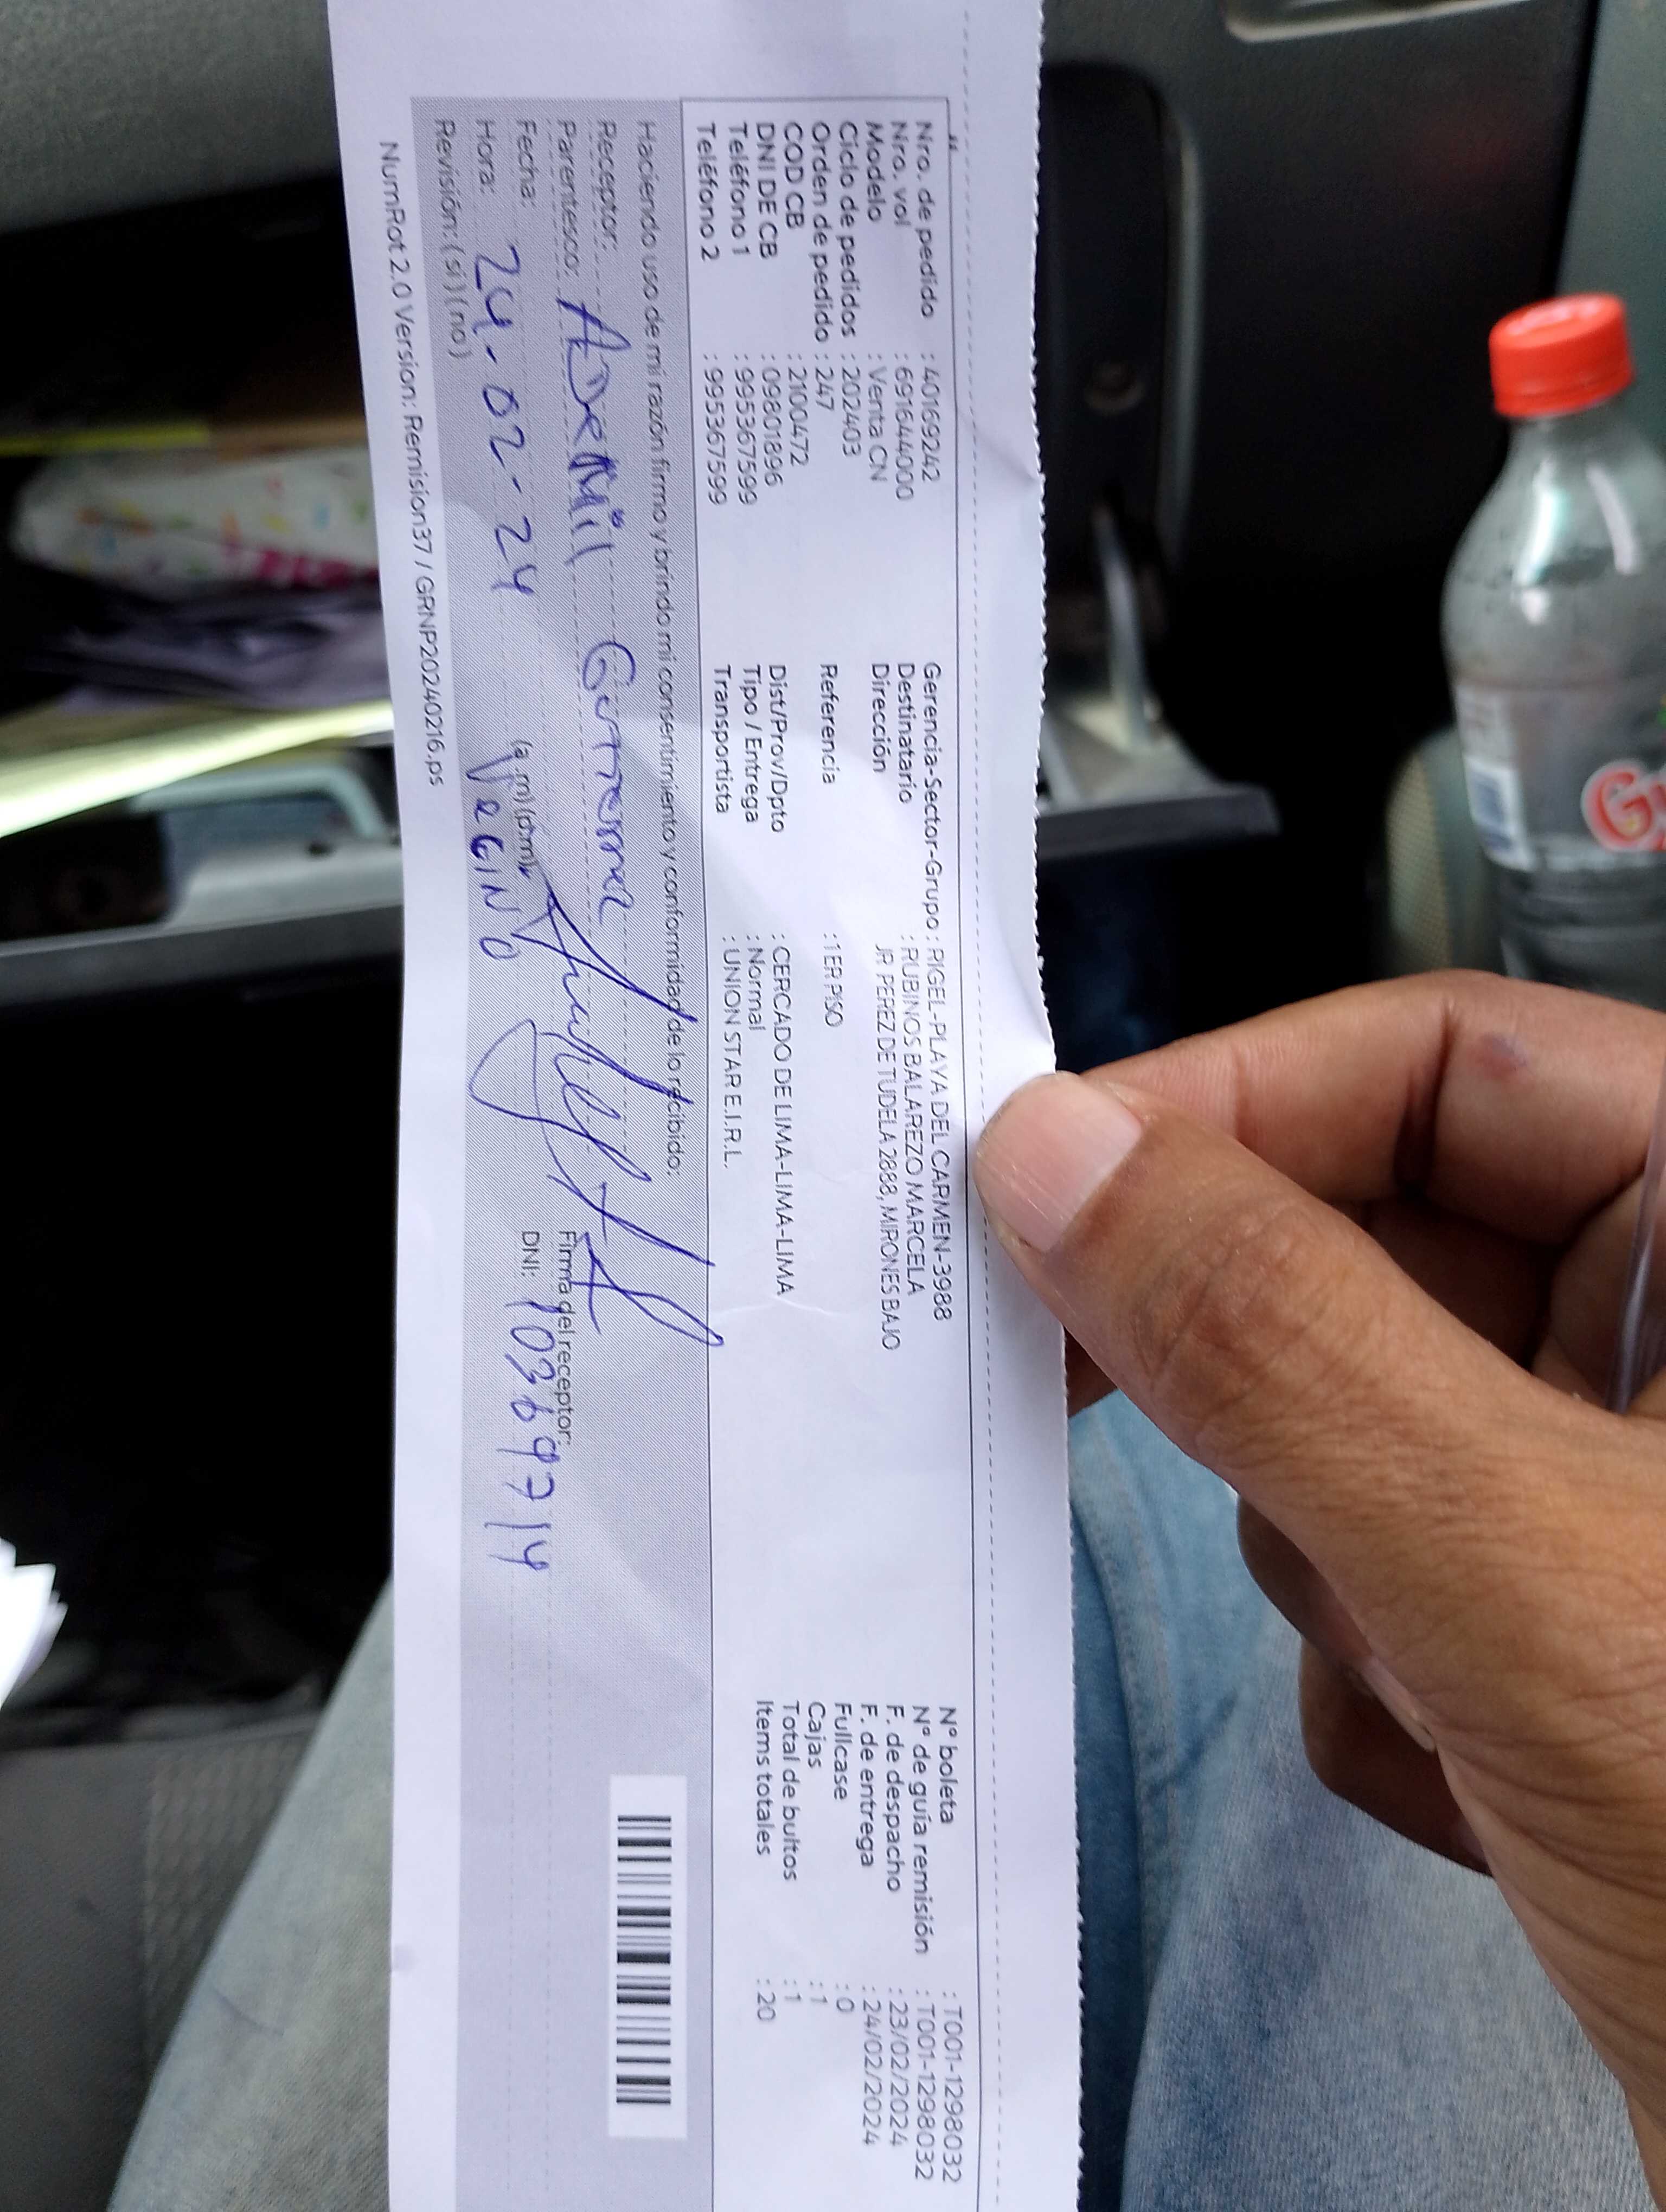 Nro. de pedido : 40169242
Nro. vol : 691644000
Modelo : Venta CN
Ciclo de pedidos : 202403
Orden de pedido : 247
COD CB : 2100472
DNI DE CB : 09801896
Teléfono 1 : 995367599
Teléfono 2 : 995367599
Gerencia-Sector-Grupo : RIGEL-PLAYA DEL CARMEN-3988
Destinatario : RUBINOS BALAREZO MARCELA
Dirección JR PEREZ DE TUDELA 2888, MIRONES BAJO
Referencia : 1ER PISO
Dist/Prov/Dpto : CERCADO DE LIMA-LIMA-LIMA
Tipo / Entrega : Normal
Transportista : UNION STAR E.I.R.L.
N° boleta : T001-1298032
N° de guía remisión : T001-1298032
F. de despacho : 23/02/2024
F. de entrega : 24/02/2024
Fullcase : 0
Cajas : 1
Total de bultos : 1
Items totales : 20
Haciendo uso de mi razón firmo y brindo mi consentimiento y conformidad de lo recibido:
Receptor:
Parentesco: ADEMIL
Fecha:
Hora: 24-02-24 (a.m) (p.m)
VeCINO
Revisión: (si) (no)
Firma del receptor:
DNI: 10369714
NumRot 2.0 Version: Remision37 / GRNP20240216.ps